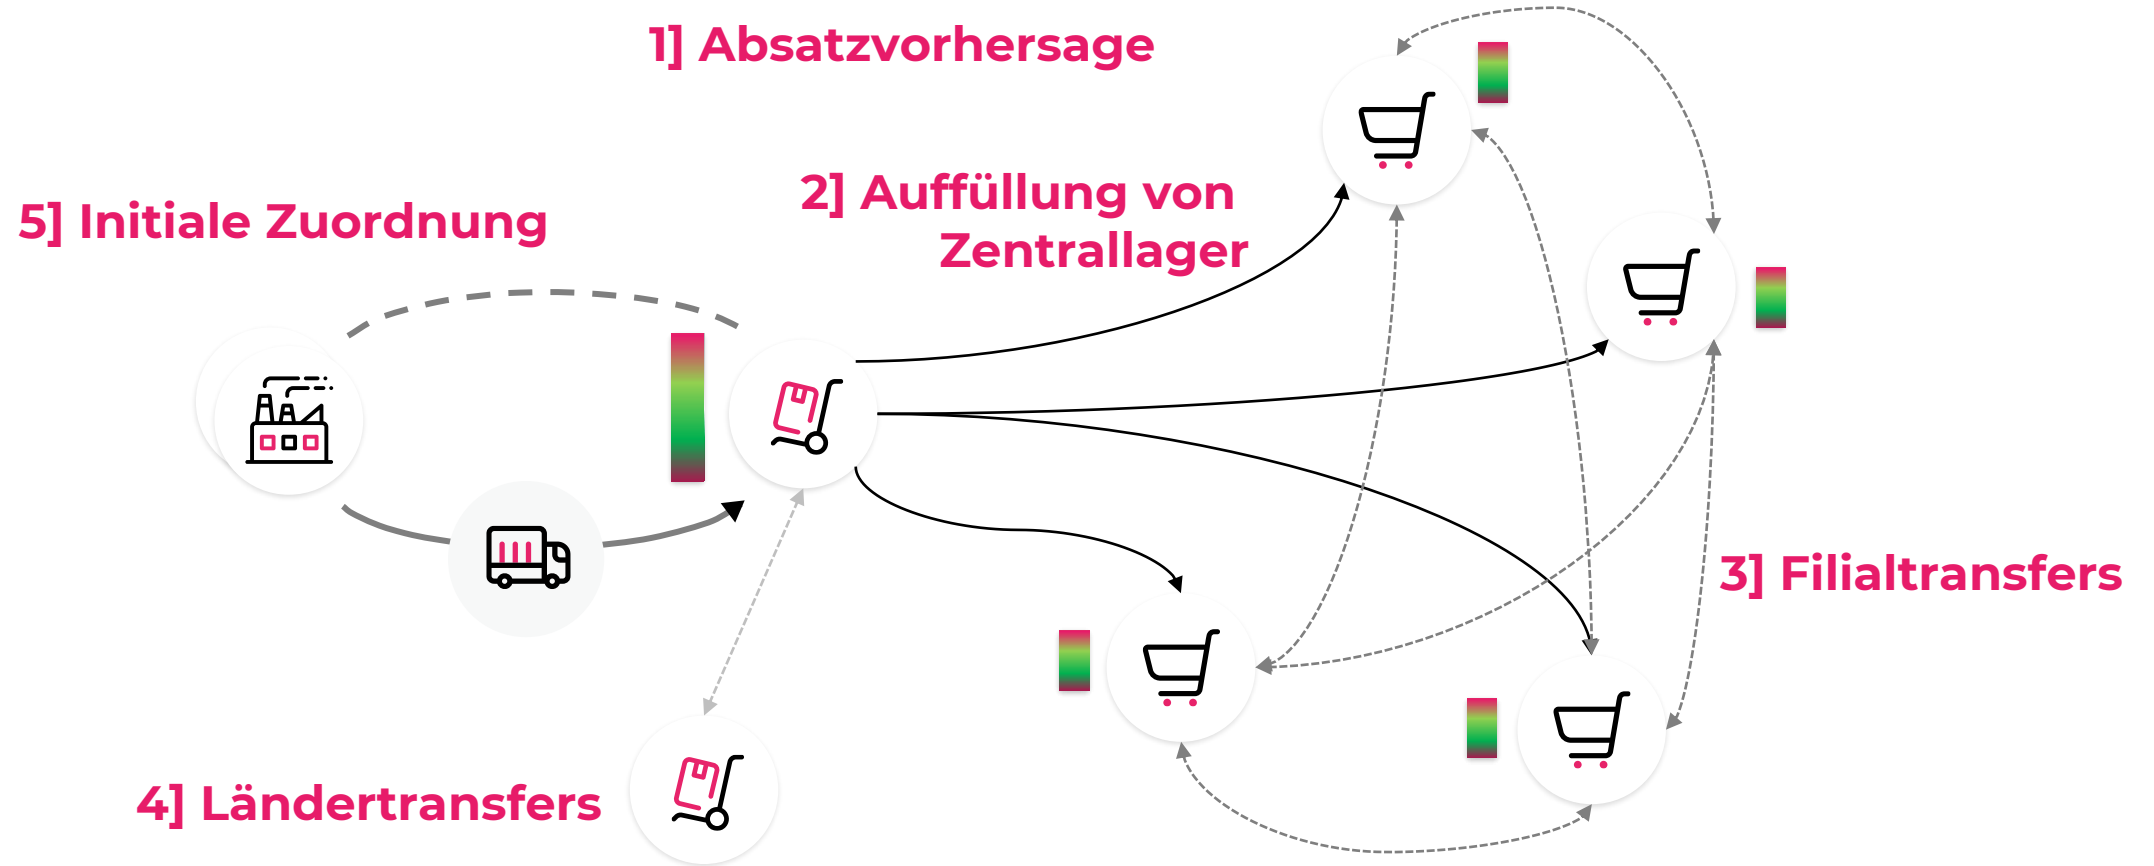 1] Absatzvorhersage
2] Auffüllung von
Zentrallager
5] Initiale Zuordnung
3] Filialtransfers
4] Ländertransfers